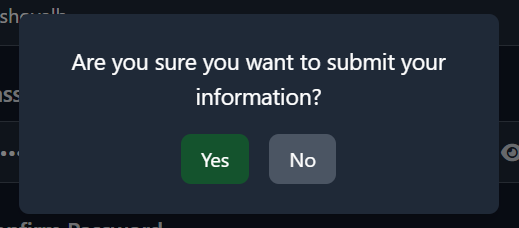 Are you sure you want to submit your
information?
Yes
No